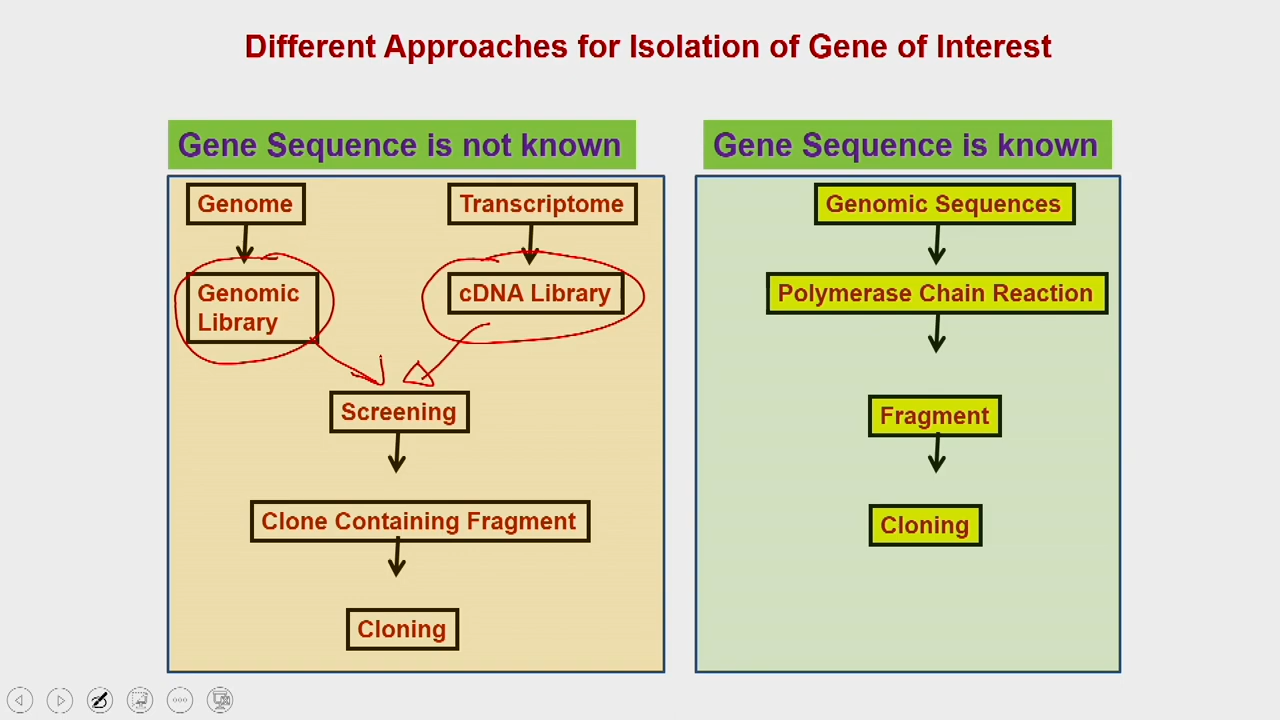 Different Approaches for Isolation of Gene of Interest
Gene Sequence is not known
Genome
Transcriptome
Genomic
Library
cDNA Library
Screening
Clone Containing Fragment
Cloning
Gene Sequence is known
Genomic Sequences
Polymerase Chain Reaction
Fragment
Cloning